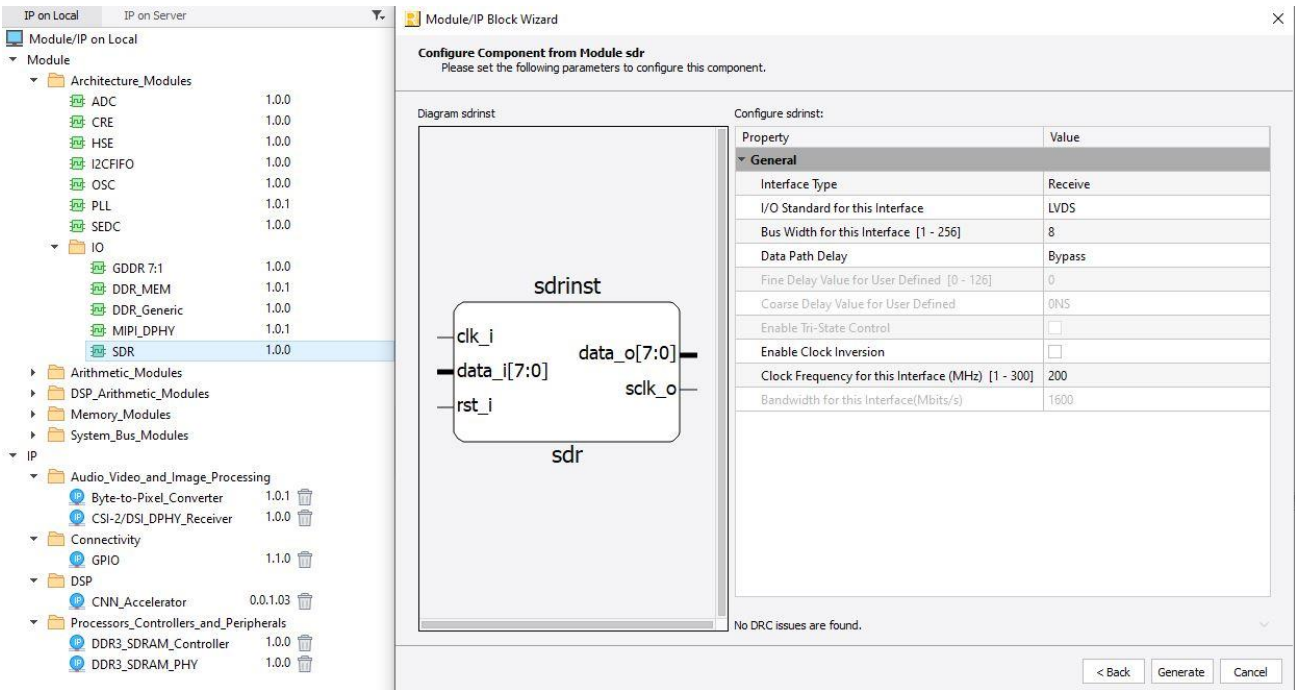 IP on Local IP on Server
Module/IP on Local
Module
Architecture_Modules
ADC 1.0.0
CRE 1.0.0
HSE 1.0.0
I2CFIFO 1.0.0
OSC 1.0.0
PLL 1.0.1
SEDC 1.0.0
IO
GDDR 7:1 1.0.0
DDR_MEM 1.0.1
DDR_Generic 1.0.0
MIPI_DPHY 1.0.1
SDR 1.0.0
Arithmetic_Modules
DSP_Arithmetic_Modules
Memory_Modules
System_Bus_Modules
IP
Audio_Video_and_Image_Processing
IP Byte-to-Pixel_Converter 1.0.1
IP CSI-2/DSI_DPHY_Receiver 1.0.0
Connectivity
IP GPIO 1.1.0
DSP
IP CNN_Accelerator 0.0.1.03
Processors_Controllers_and_Peripherals
IP DDR3_SDRAM_Controller 1.0.0
IP DDR3_SDRAM_PHY 1.0.0
Module/IP Block Wizard
Configure Component from Module sdr
Please set the following parameters to configure this component.
Diagram sdrinst
sdrinst
clk_i
data_i[7:0]
rst_i
data_o[7:0]
sclk_o
sdr
Configure sdrinst:
Property Value
General
Interface Type Receive
I/O Standard for this Interface LVDS
Bus Width for this Interface [1 - 256] 8
Data Path Delay Bypass
Fine Delay Value for User Defined [0 - 126] 0
Coarse Delay Value for User Defined 0NS
Enable Tri-State Control
Enable Clock Inversion
Clock Frequency for this Interface (MHz) [1 - 300] 200
Bandwidth for this Interface(Mbits/s) 1600
No DRC issues are found.
< Back Generate Cancel